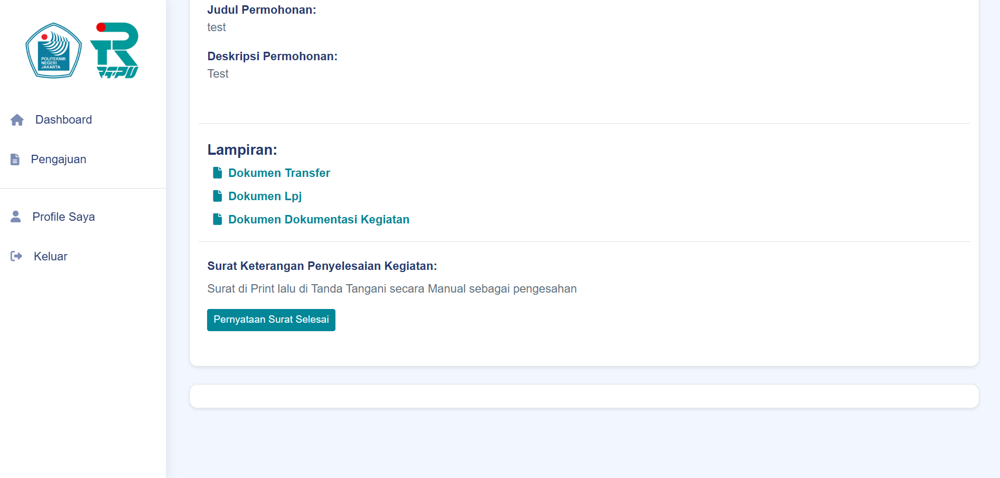 POLITEKNIK
NEGERI
JAKARTA
Dashboard
Pengajuan
Profile Saya
Keluar
Judul Permohonan:
test
Deskripsi Permohonan:
Test
Lampiran:
Dokumen Transfer
Dokumen Lpj
Dokumen Dokumentasi Kegiatan
Surat Keterangan Penyelesaian Kegiatan:
Surat di Print lalu di Tanda Tangani secara Manual sebagai pengesahan
Pernyataan Surat Selesai